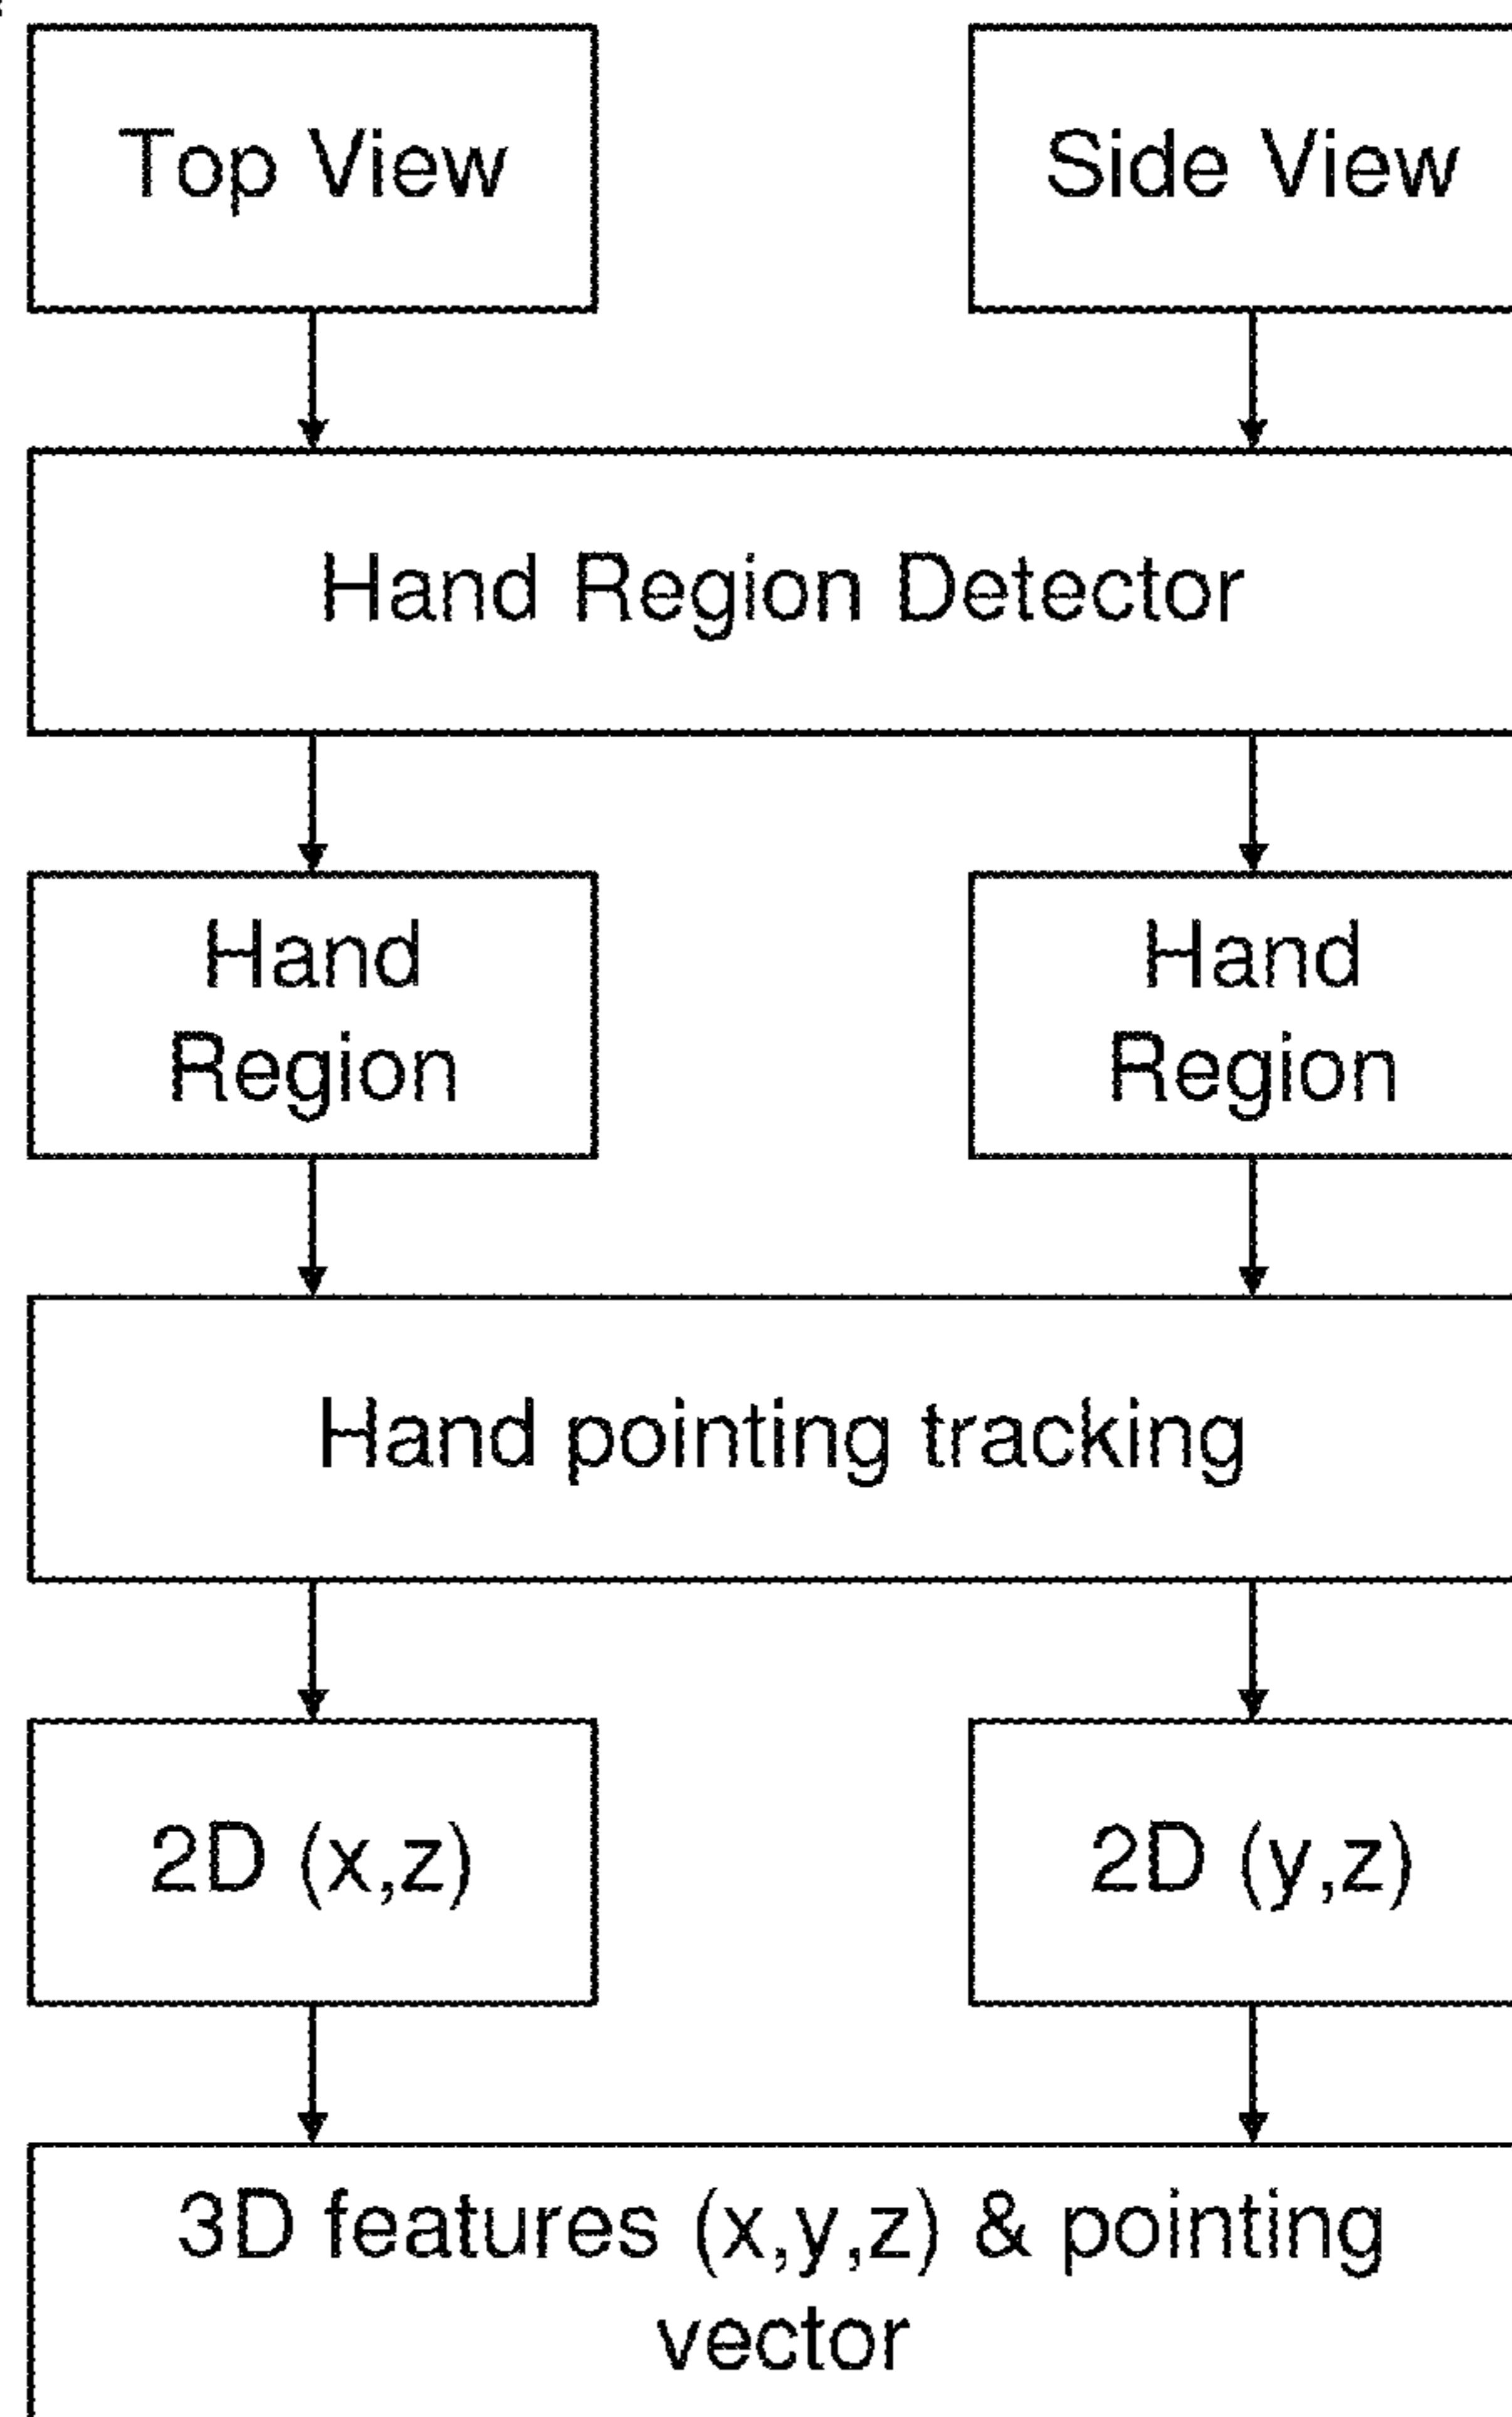 Top View
Side View
Hand Region Detector
Hand
Region
Hand
Region
Hand pointing tracking
2D (x,z)
2D (y,z)
3D features (x,y,z) & pointing
vector